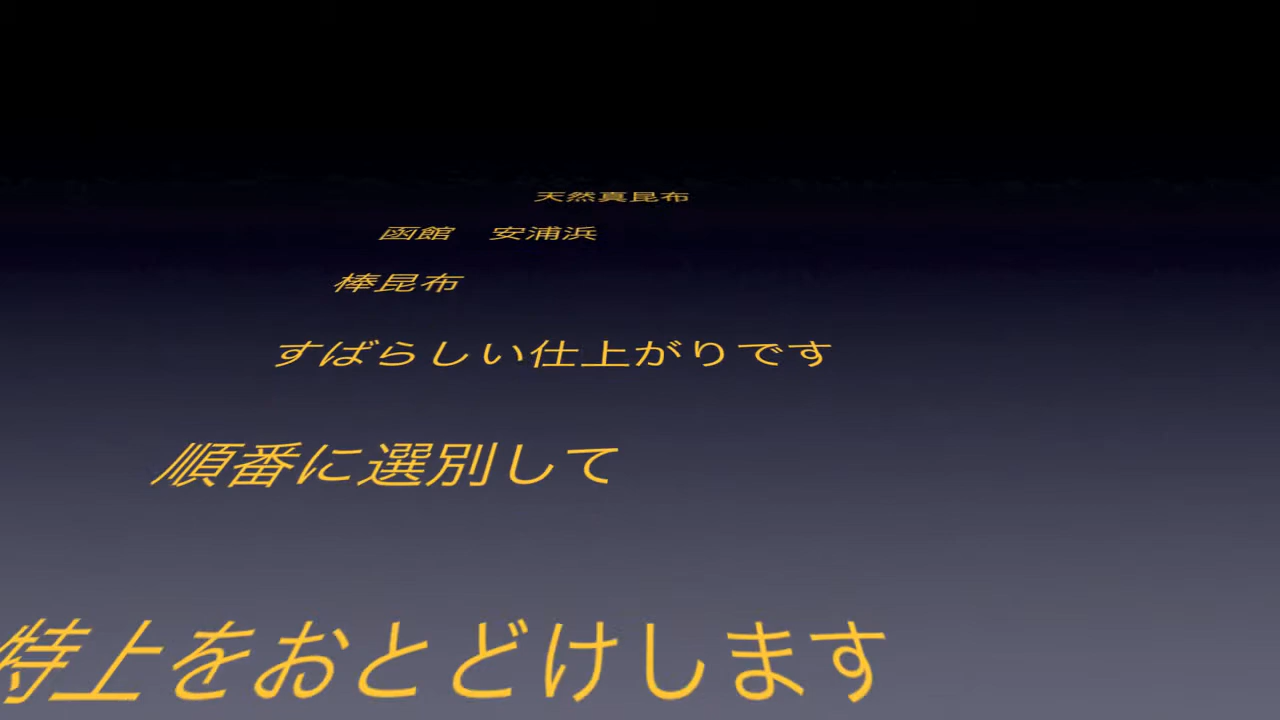 天然真昆布
函館　安浦浜
棒昆布
すばらしい仕上がりです
順番に選別して
特上をおとどけします